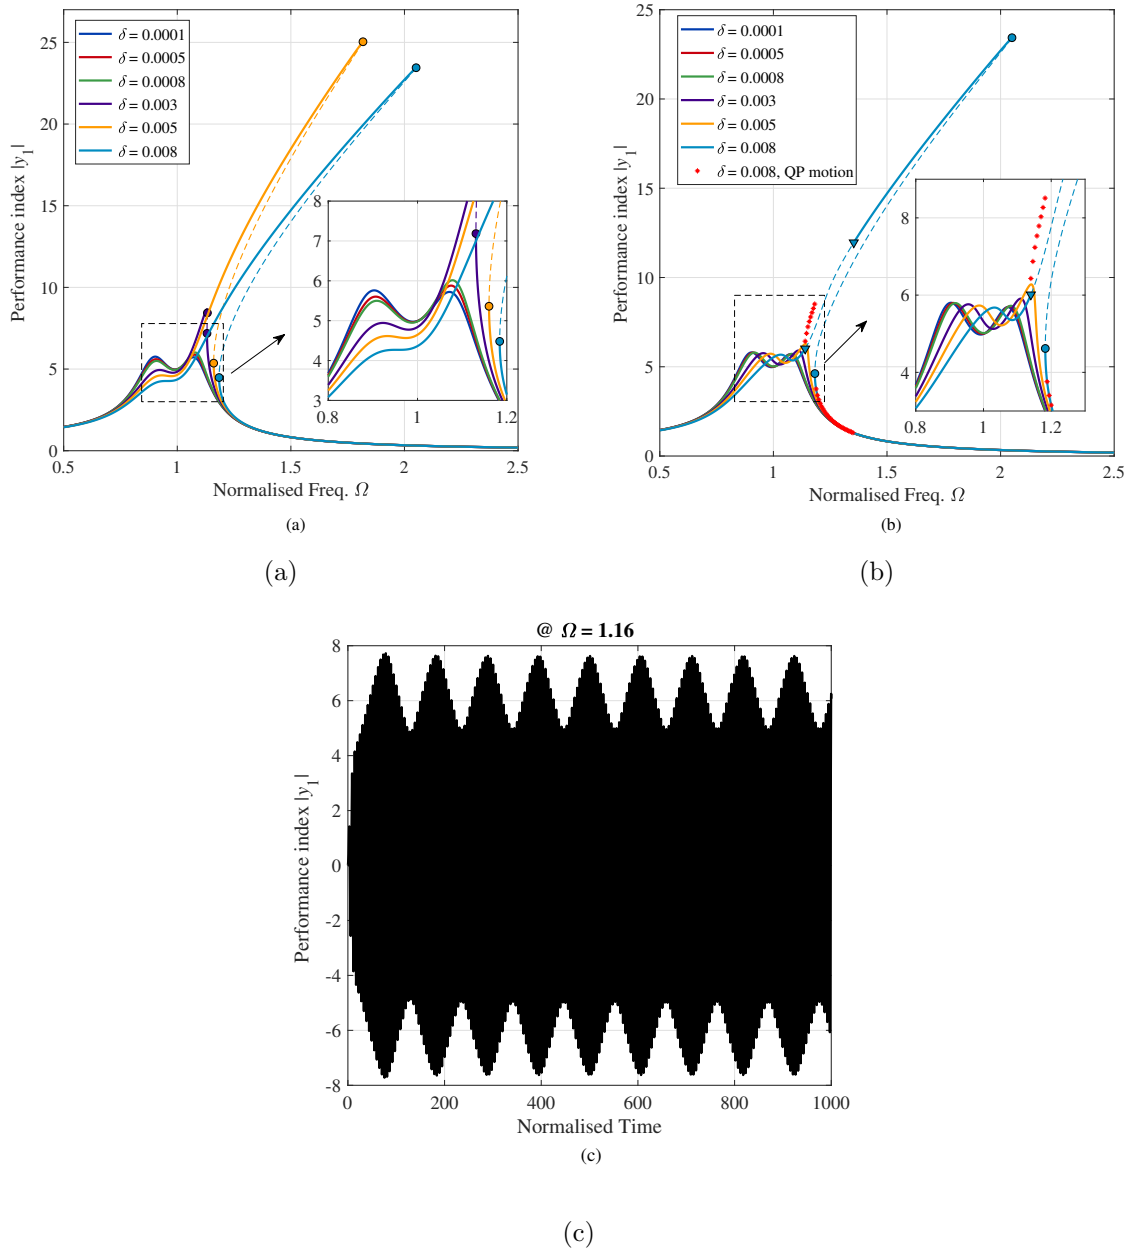 25
20
15
10
5
0
0.5
1
1.5
2
2.5
Performance index |y1|
Normalised Freq. Ω
δ = 0.0001
δ = 0.0005
δ = 0.0008
δ = 0.003
δ = 0.005
δ = 0.008
8
7
6
5
4
3
0.8
1
1.2
(a)
(a)
25
20
15
10
5
0
0.5
1
1.5
2
2.5
Performance index |y1|
Normalised Freq. Ω
δ = 0.0001
δ = 0.0005
δ = 0.0008
δ = 0.003
δ = 0.005
δ = 0.008
δ = 0.008, QP motion
8
6
4
0.8
1
1.2
(b)
(b)
@ Ω = 1.16
8
6
4
2
0
-2
-4
-6
-8
0
200
400
600
800
1000
Performance index |y1|
Normalised Time
(c)
(c)